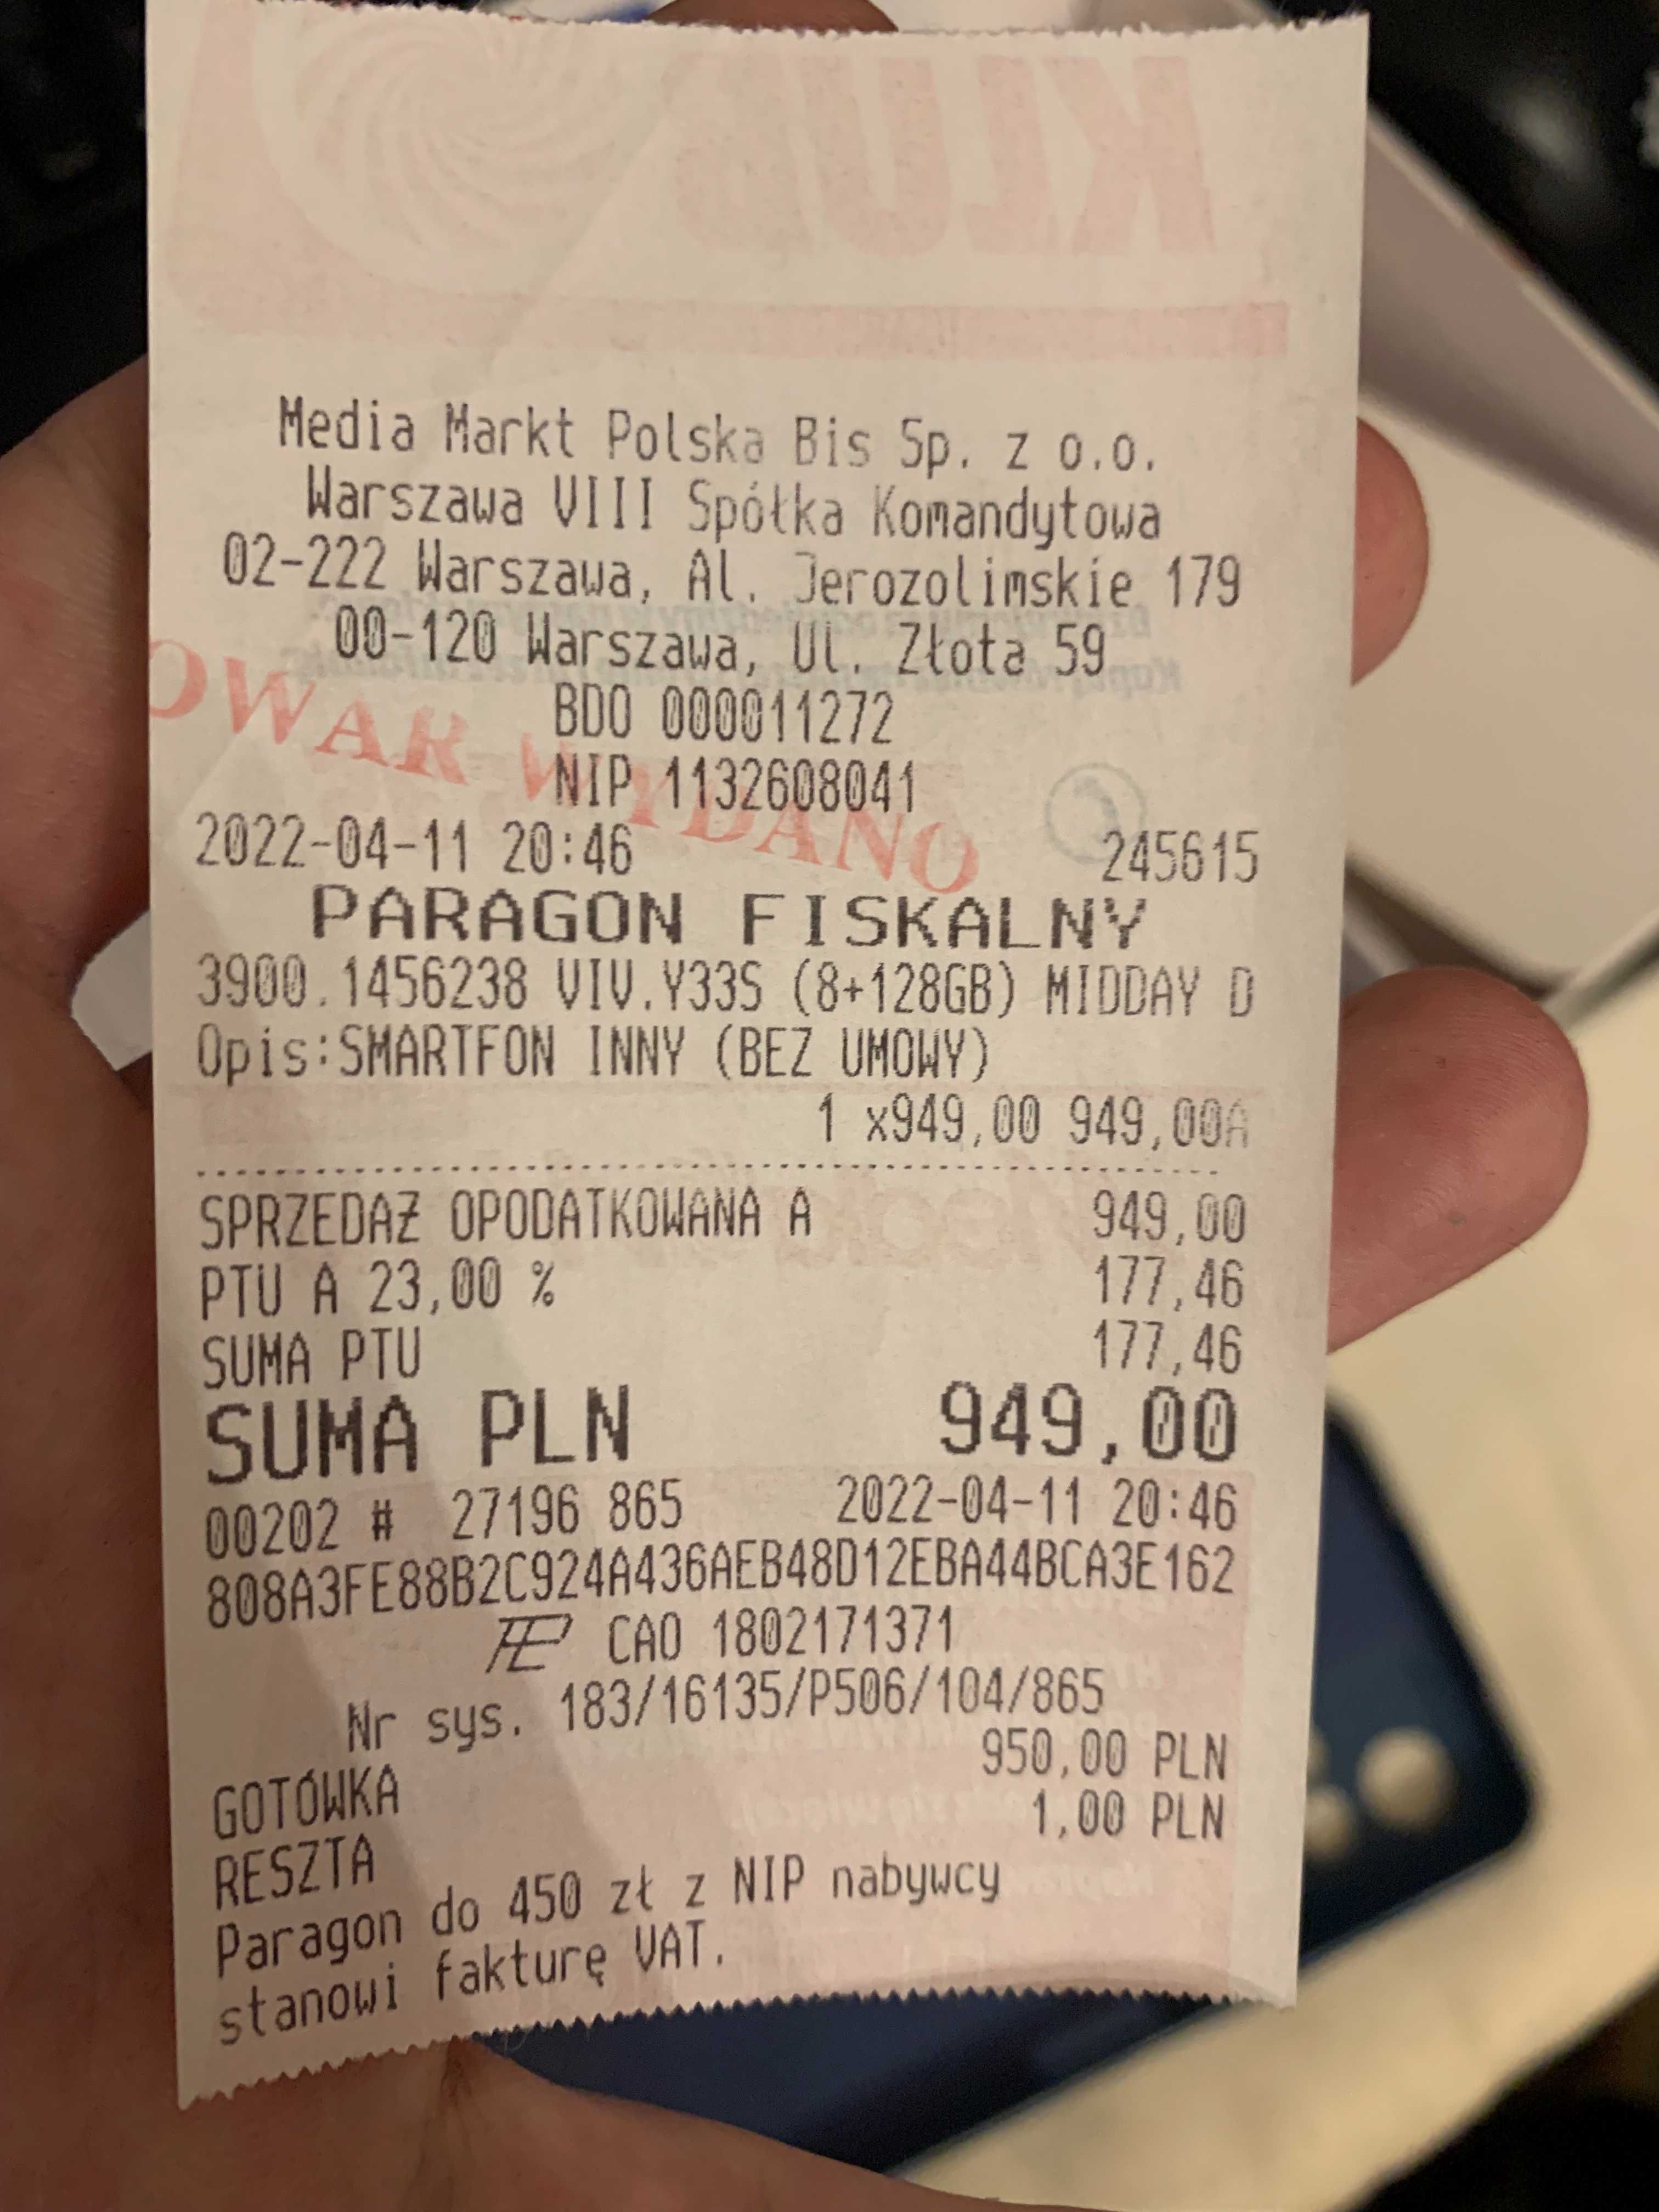 Media Markt Polska Bis Sp. z o.o.
Warszawa VIII Spółka Komandytowa
02-222 Warszawa, Al. Jerozolimskie 179
00-120 Warszawa, Ul. Złota 59
BDO 000011272
NIP 1132608041
OWAR WYDANO
2022-04-11 20:46 245615
PARAGON FISKALNY
3900.1456238 VIV.Y33S (8+128GB) MIDDAY D
Opis:SMARTFON INNY (BEZ UMOWY)
1 x949,00 949,00A
SPRZEDAŻ OPODATKOWANA A 949,00
PTU A 23,00 % 177,46
SUMA PTU 177,46
SUMA PLN 949,00
00202 # 27196 865 2022-04-11 20:46
808A3FE88B2C924A436AEB48D12EBA44BCA3E162
CAO 1802171371
Nr sys. 183/16135/P506/104/865
GOTÓWKA 950,00 PLN
RESZTA 1,00 PLN
Paragon do 450 zł z NIP nabywcy
stanowi fakturę VAT.
KLUB